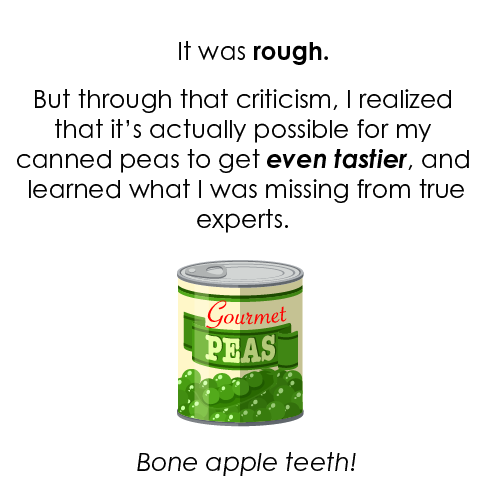 It was rough.
But through that criticism, I realized
that it's actually possible for my
canned peas to get even tastier, and
learned what I was missing from true
experts.
Gourmet
PEAS
Bone apple teeth!